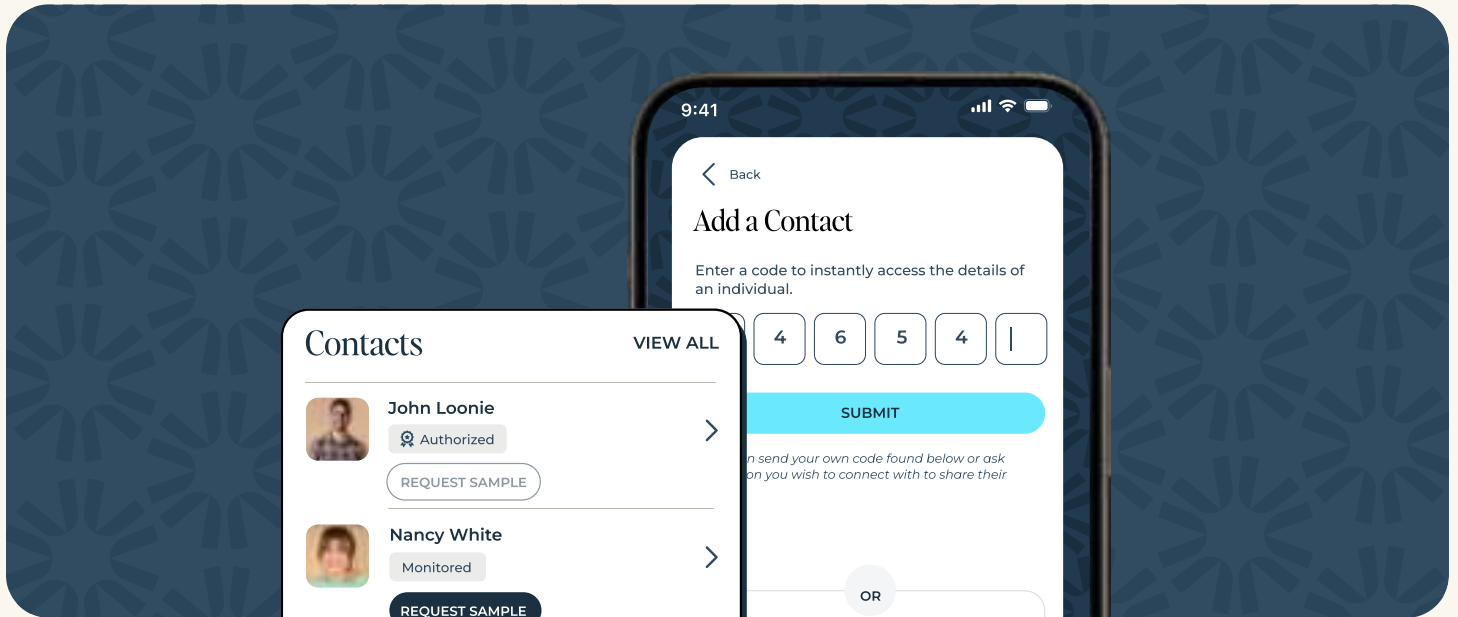 9:41
Back
Add a Contact
Enter a code to instantly access the details of
an individual.
4 6 5 4
SUBMIT
send your own code found below or ask
you wish to connect with to share their
OR
Contacts
VIEW ALL
John Loonie
Authorized
REQUEST SAMPLE
Nancy White
Monitored
REQUEST SAMPLE